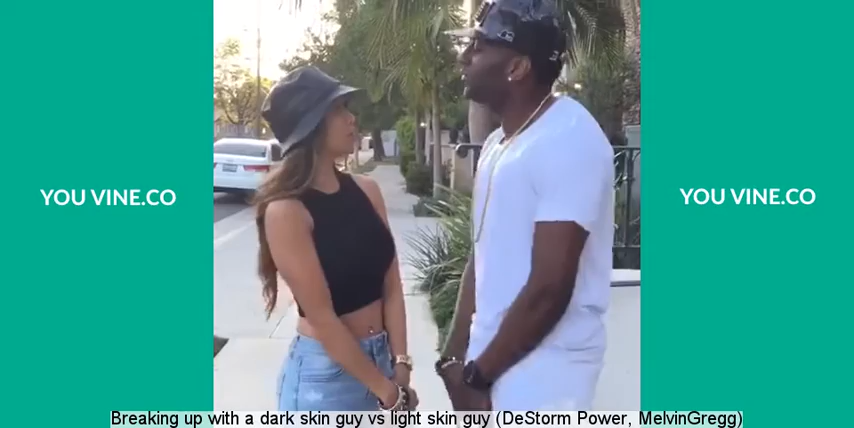 YOU VINE.CO
YOU VINE.CO
Breaking up with a dark skin guy vs light skin guy (DeStorm Power, MelvinGregg)